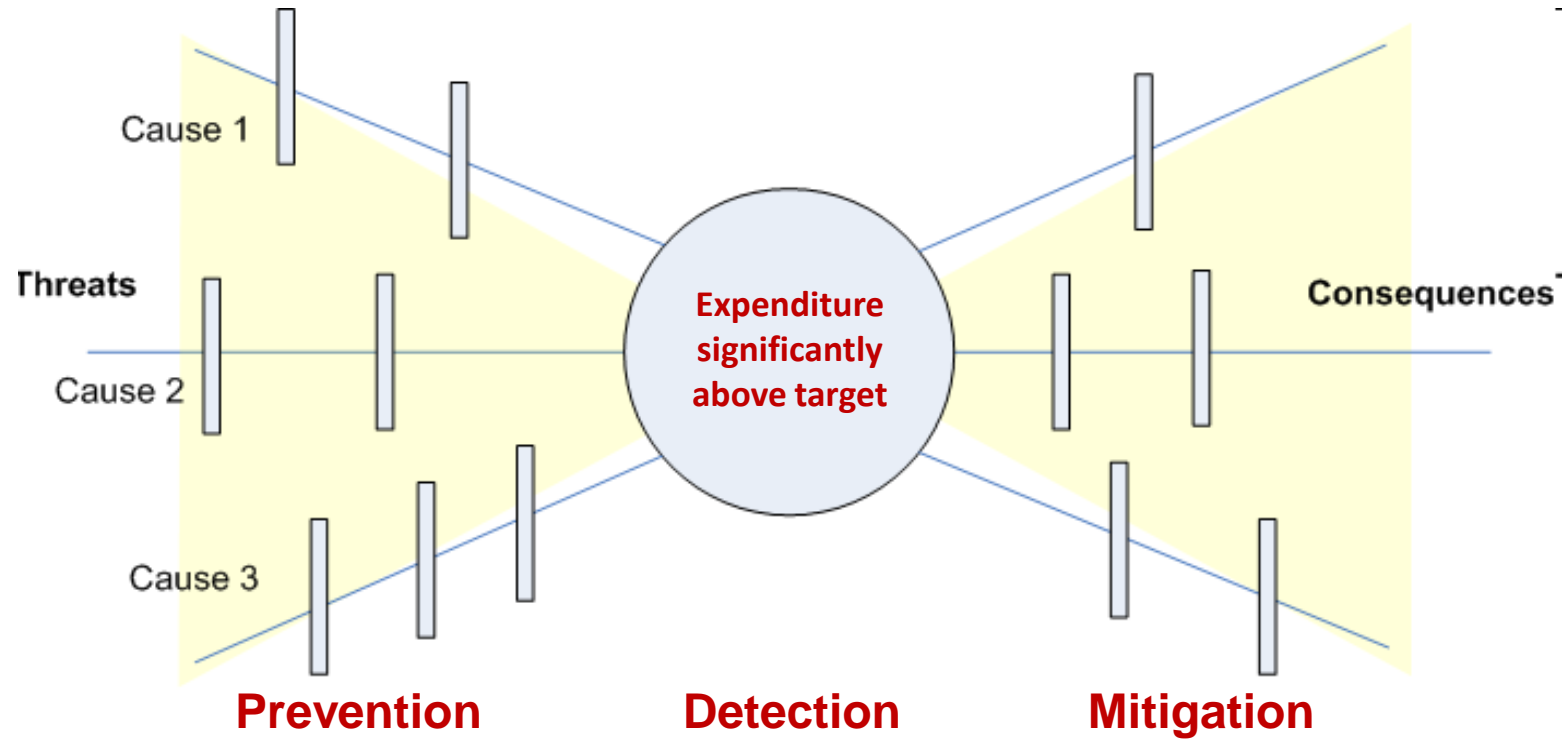 Cause 1
Threats
Cause 2
Cause 3
Expenditure
significantly
above target
Consequences
Prevention
Detection
Mitigation